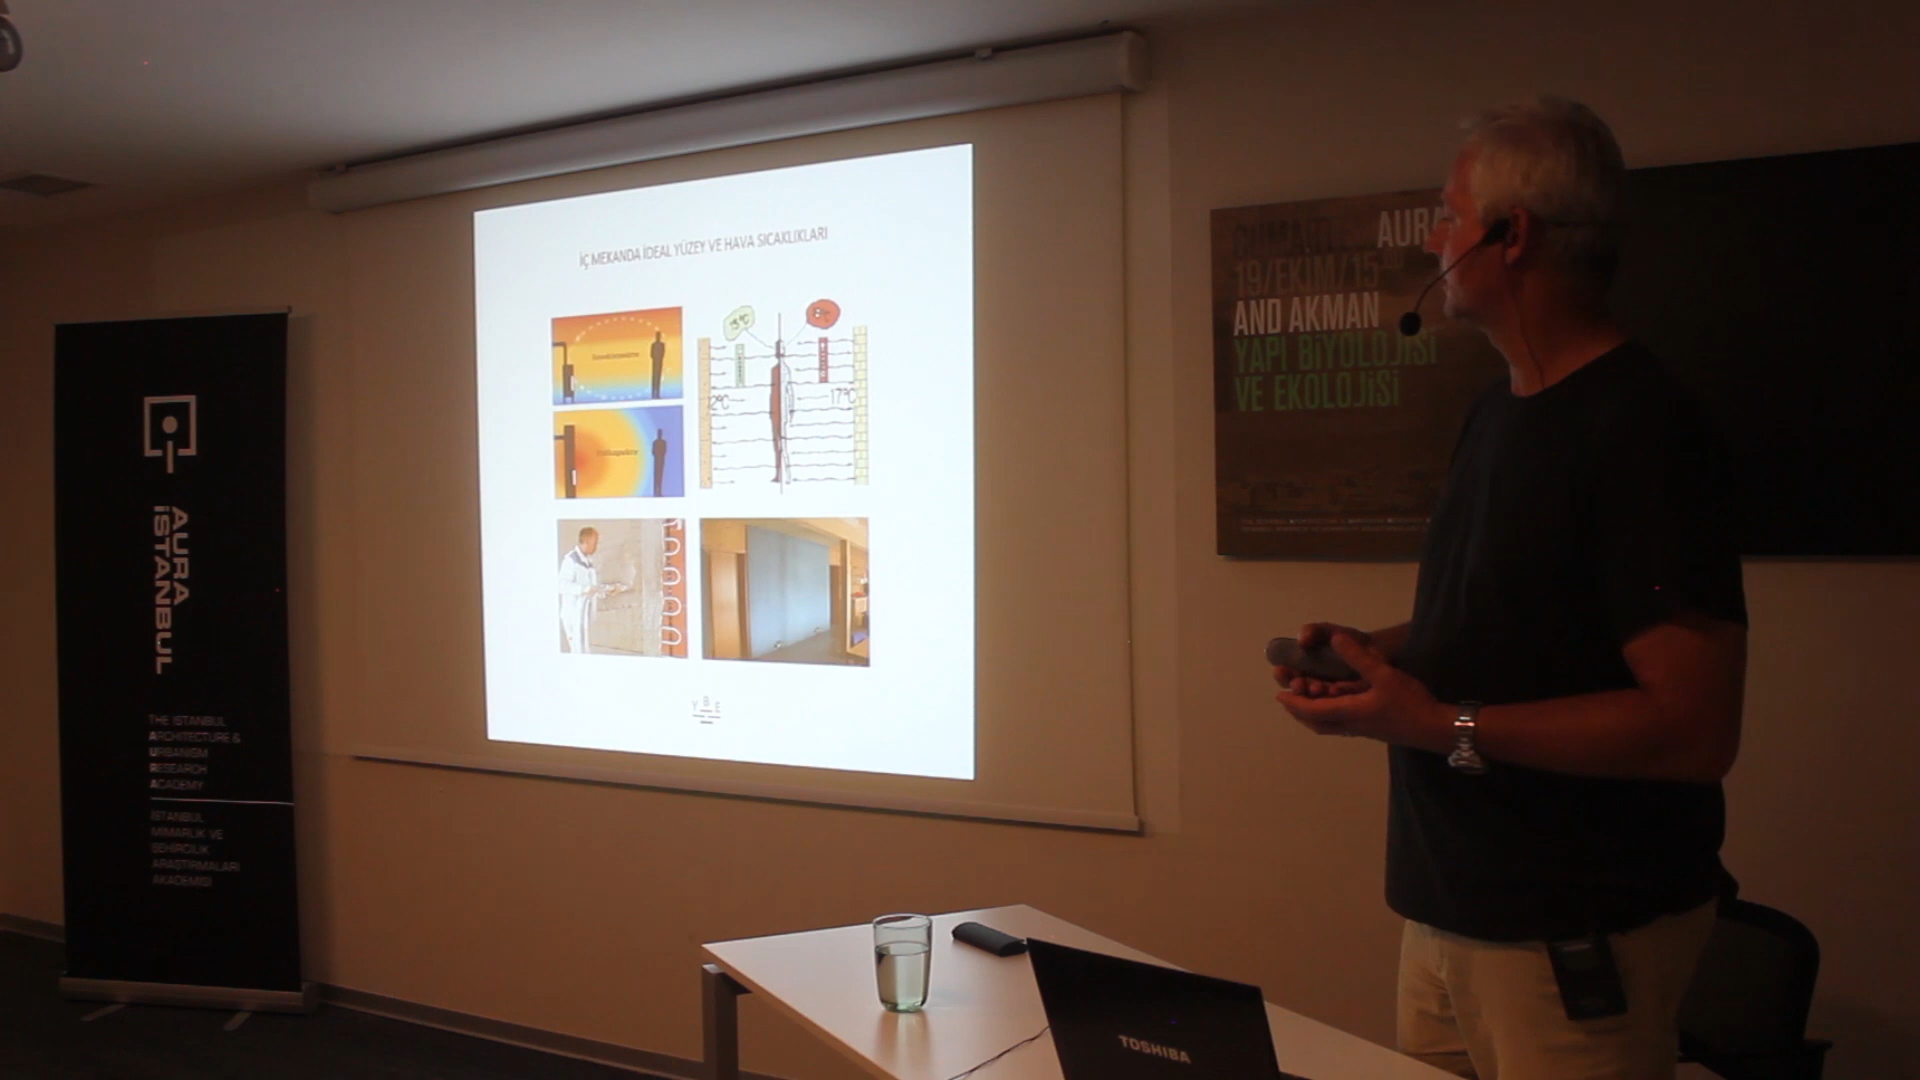 AURA
İSTANBUL
THE ISTANBUL
ARCHITECTURE &
URBANISM
RESEARCH
ACADEMY
İSTANBUL
MİMARLIK VE
ŞEHİRCİLİK
ARAŞTIRMALARI
AKADEMİSİ
İÇ MEKANDA İDEAL YÜZEY VE HAVA SICAKLIKLARI
17°C
Y B E
AURA
19/EKİM/15
AND AKMAN
YAPI BİYOLOJİSİ
VE EKOLOJİSİ
TOSHIBA